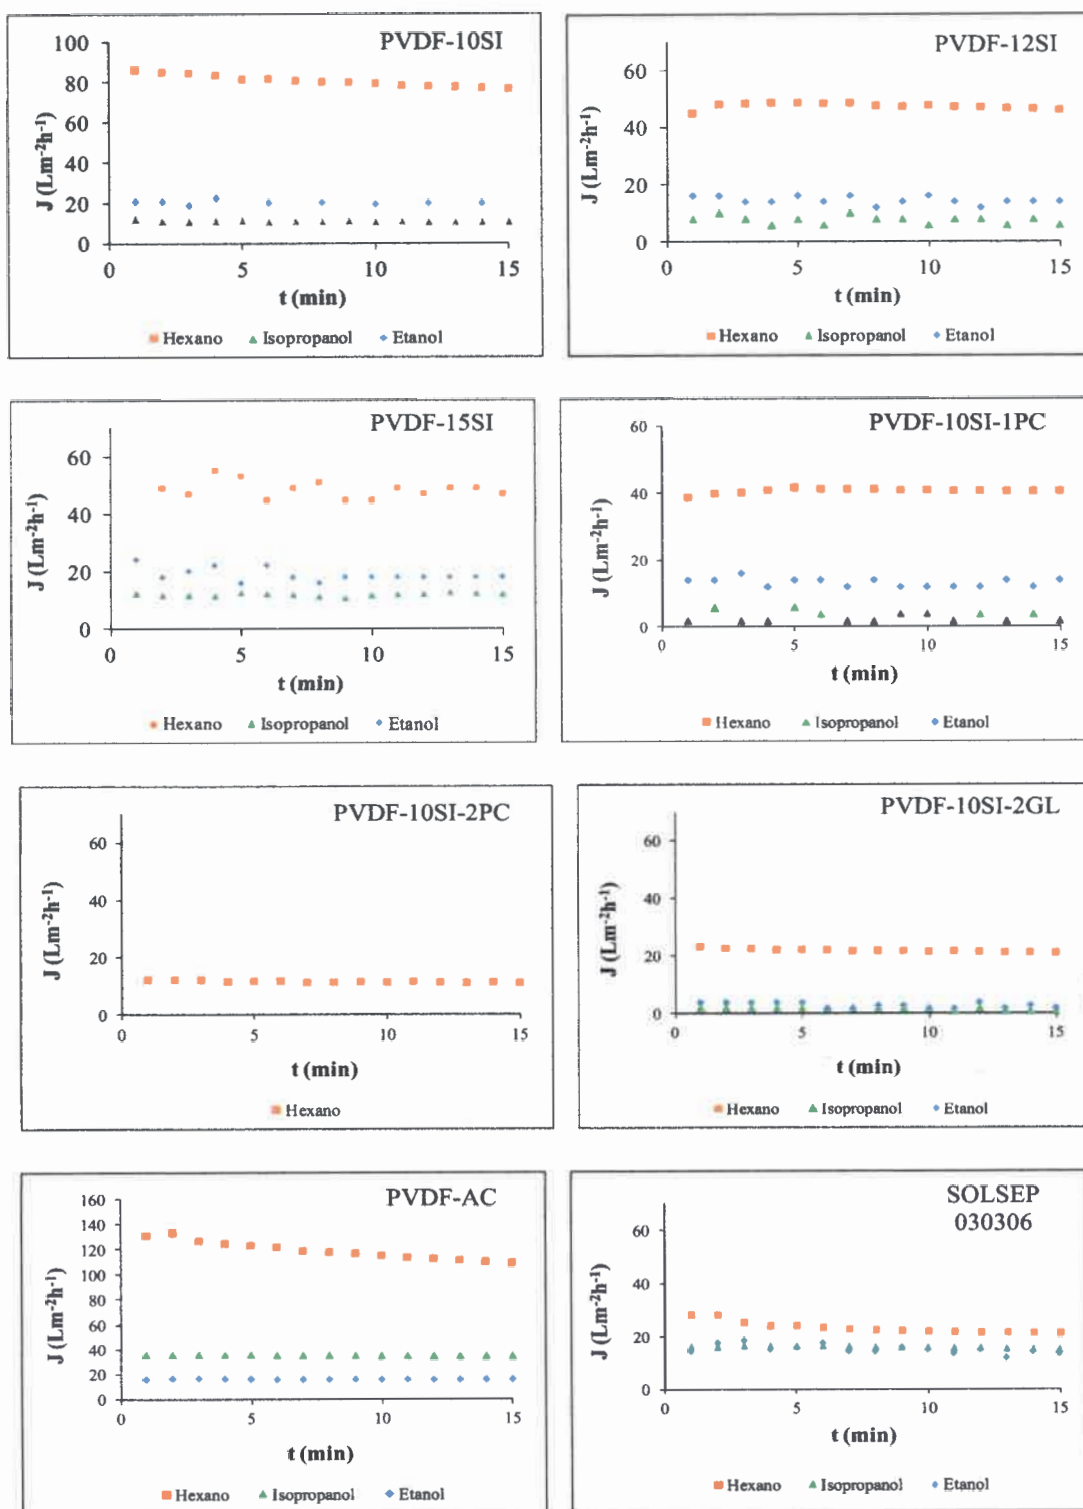 PVDF-10SI
100
80
60
40
20
0
J (Lm⁻²h⁻¹)
0 5 10 15
t (min)
Hexano Isopropanol Etanol
PVDF-12SI
60
40
20
0
J (Lm⁻²h⁻¹)
0 5 10 15
t (min)
Hexano Isopropanol Etanol
PVDF-15SI
60
40
20
0
J (Lm⁻²h⁻¹)
0 5 10 15
t (min)
Hexano Isopropanol Etanol
PVDF-10SI-1PC
60
40
20
0
J (Lm⁻²h⁻¹)
0 5 10 15
t (min)
Hexano Isopropanol Etanol
PVDF-10SI-2PC
60
40
20
0
J (Lm⁻²h⁻¹)
0 5 10 15
t (min)
Hexano
PVDF-10SI-2GL
60
40
20
0
J (Lm⁻²h⁻¹)
0 5 10 15
t (min)
Hexano Isopropanol Etanol
PVDF-AC
160
140
120
100
80
60
40
20
0
J (Lm⁻²h⁻¹)
0 5 10 15
t (min)
Hexano Isopropanol Etanol
SOLSEP
030306
60
40
20
0
J (Lm⁻²h⁻¹)
0 5 10 15
t (min)
Hexano Isopropanol Etanol